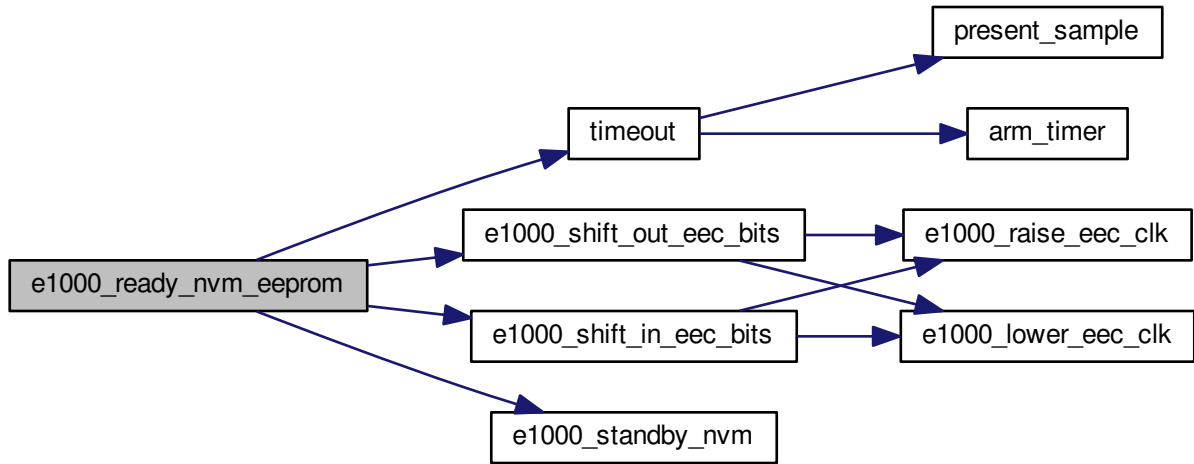 present_sample
timeout
arm_timer
e1000_shift_out_eec_bits
e1000_raise_eec_clk
e1000_ready_nvm_eeprom
e1000_shift_in_eec_bits
e1000_lower_eec_clk
e1000_standby_nvm